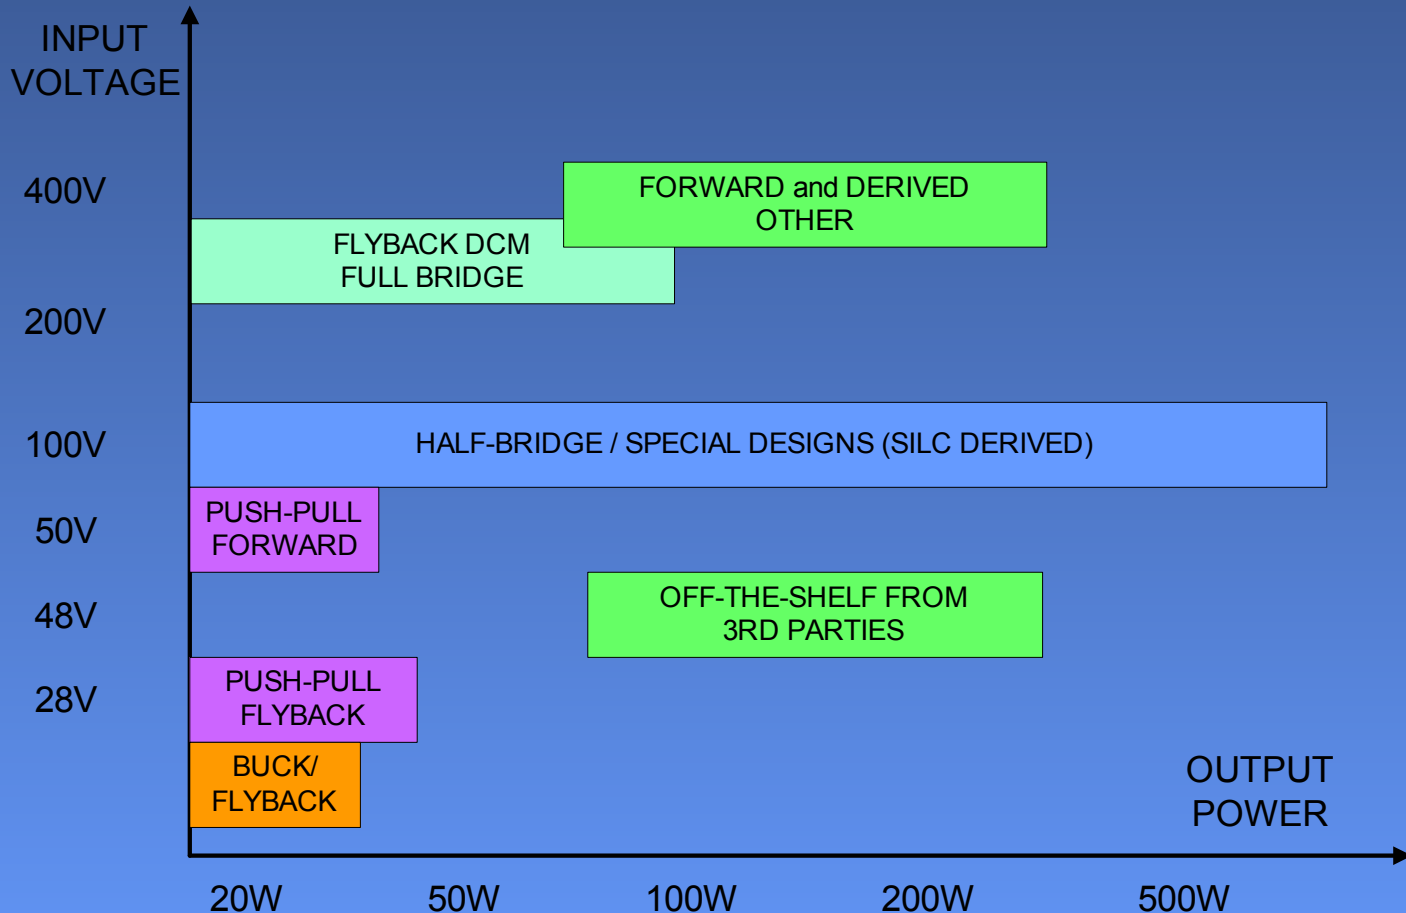 INPUT
VOLTAGE
400V
FORWARD and DERIVED
OTHER
FLYBACK DCM
FULL BRIDGE
200V
100V
HALF-BRIDGE / SPECIAL DESIGNS (SILC DERIVED)
50V
PUSH-PULL
FORWARD
48V
OFF-THE-SHELF FROM
3RD PARTIES
28V
PUSH-PULL
FLYBACK
BUCK/
FLYBACK
OUTPUT
POWER
20W
50W
100W
200W
500W